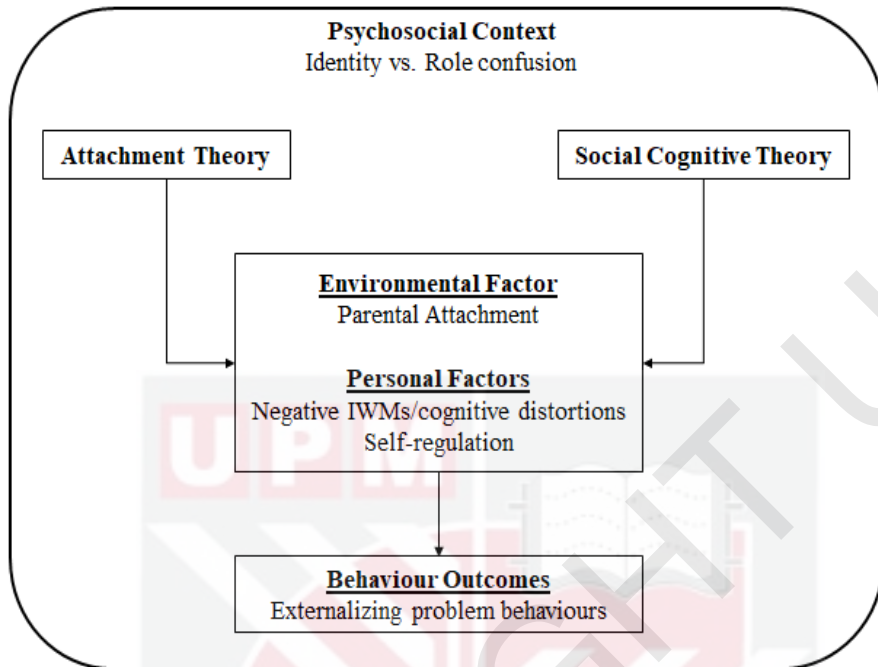 Psychosocial Context
Identity vs. Role confusion
Attachment Theory
Social Cognitive Theory
Environmental Factor
Parental Attachment
Personal Factors
Negative IWMs/cognitive distortions
Self-regulation
Behaviour Outcomes
Externalizing problem behaviours
UPM
GHT U